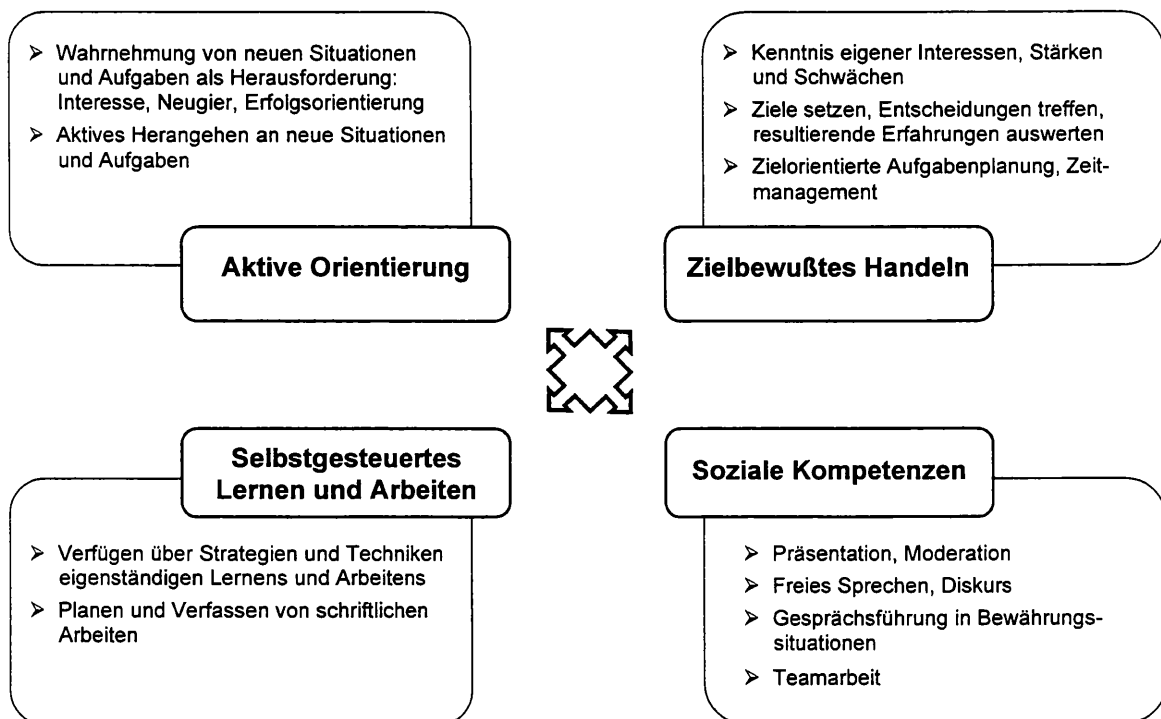 ➢ Wahrnehmung von neuen Situationen
und Aufgaben als Herausforderung:
Interesse, Neugier, Erfolgsorientierung
➢ Aktives Herangehen an neue Situationen
und Aufgaben
Aktive Orientierung
➢ Kenntnis eigener Interessen, Stärken
und Schwächen
➢ Ziele setzen, Entscheidungen treffen,
resultierende Erfahrungen auswerten
➢ Zielorientierte Aufgabenplanung, Zeit-
management
Zielbewußtes Handeln
Selbstgesteuertes
Lernen und Arbeiten
➢ Verfügen über Strategien und Techniken
eigenständigen Lernens und Arbeitens
➢ Planen und Verfassen von schriftlichen
Arbeiten
Soziale Kompetenzen
➢ Präsentation, Moderation
➢ Freies Sprechen, Diskurs
➢ Gesprächsführung in Bewährungs-
situationen
➢ Teamarbeit